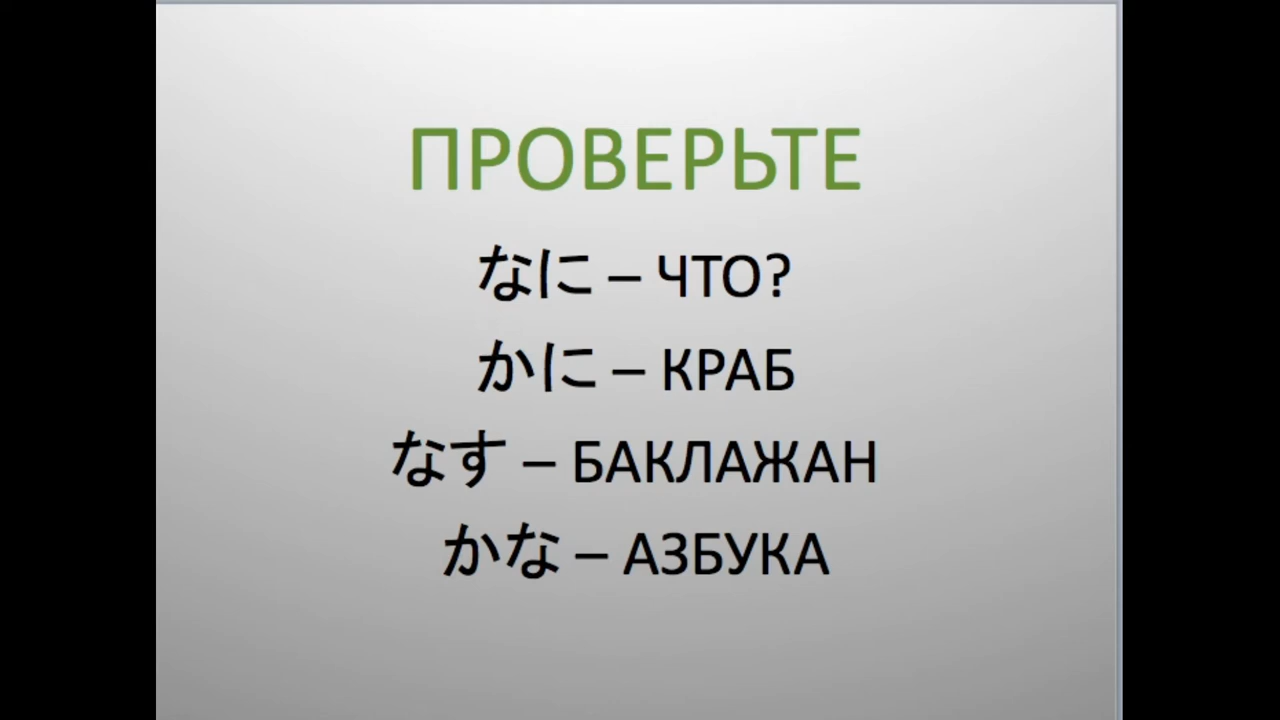 ПРОВЕРЬТЕ
なに – ЧТО?
かに – КРАБ
なす – БАКЛАЖАН
かな – АЗБУКА